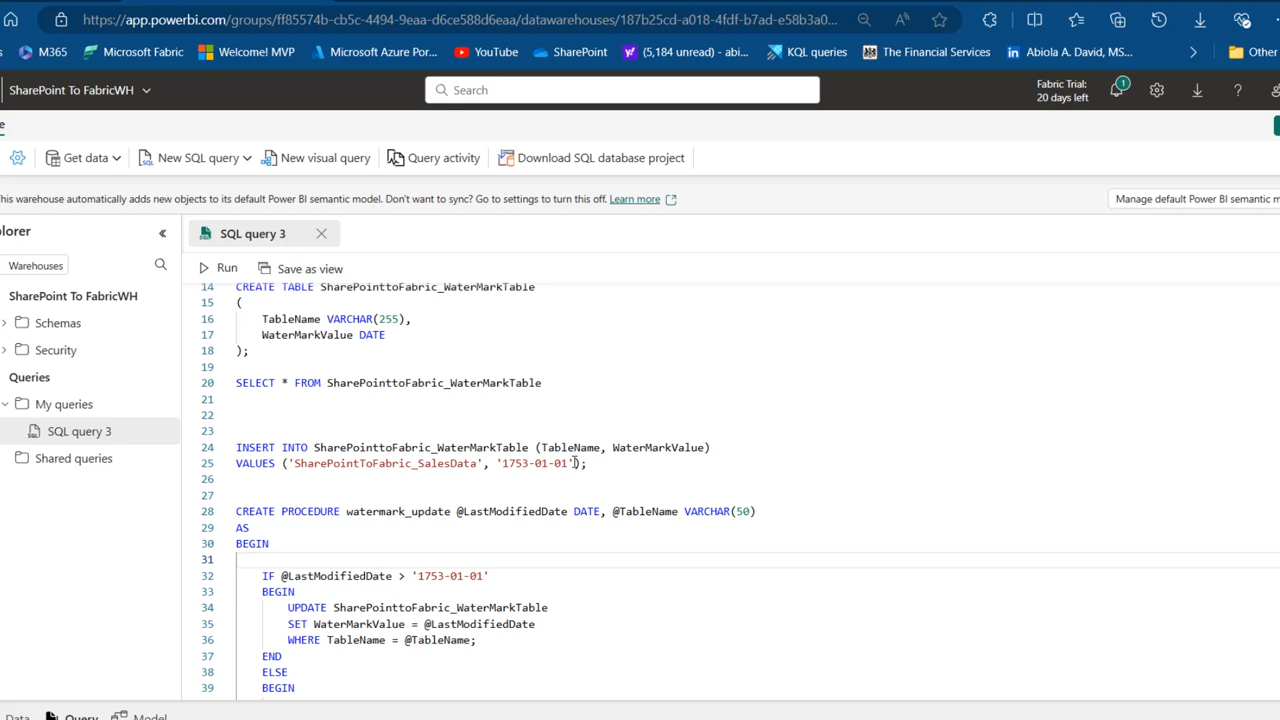 https://app.powerbi.com/groups/ff85574b-cb5c-4494-9eaa-d6ce588d6eaa/datawarehouses/187b25cd-a018-4fdf-b7ad-e58b3a0...
M365
Microsoft Fabric
Welcome! MVP
Microsoft Azure Por...
YouTube
SharePoint
(5,184 unread) - abi...
KQL queries
The Financial Services
Abiola A. David, MS...
Other
SharePoint To FabricWH
Search
Fabric Trial:
20 days left
1
e
Get data
New SQL query
New visual query
Query activity
Download SQL database project
his warehouse automatically adds new objects to its default Power BI semantic model. Don't want to sync? Go to settings to turn this off. Learn more
Manage default Power BI semantic m
plorer
SQL query 3
Warehouses
Run
Save as view
SharePoint To FabricWH
Schemas
Security
Queries
My queries
SQL query 3
Shared queries
14 CREATE TABLE SharePointtoFabric_WaterMarkTable
15 (
16 TableName VARCHAR(255),
17 WaterMarkValue DATE
18 );
19
20 SELECT * FROM SharePointtoFabric_WaterMarkTable
21
22
23
24 INSERT INTO SharePointtoFabric_WaterMarkTable (TableName, WaterMarkValue)
25 VALUES ('SharePointToFabric_SalesData', '1753-01-01');
26
27
28 CREATE PROCEDURE watermark_update @LastModifiedDate DATE, @TableName VARCHAR(50)
29 AS
30 BEGIN
31
32 IF @LastModifiedDate > '1753-01-01'
33 BEGIN
34 UPDATE SharePointtoFabric_WaterMarkTable
35 SET WaterMarkValue = @LastModifiedDate
36 WHERE TableName = @TableName;
37 END
38 ELSE
39 BEGIN
Data
Query
Model